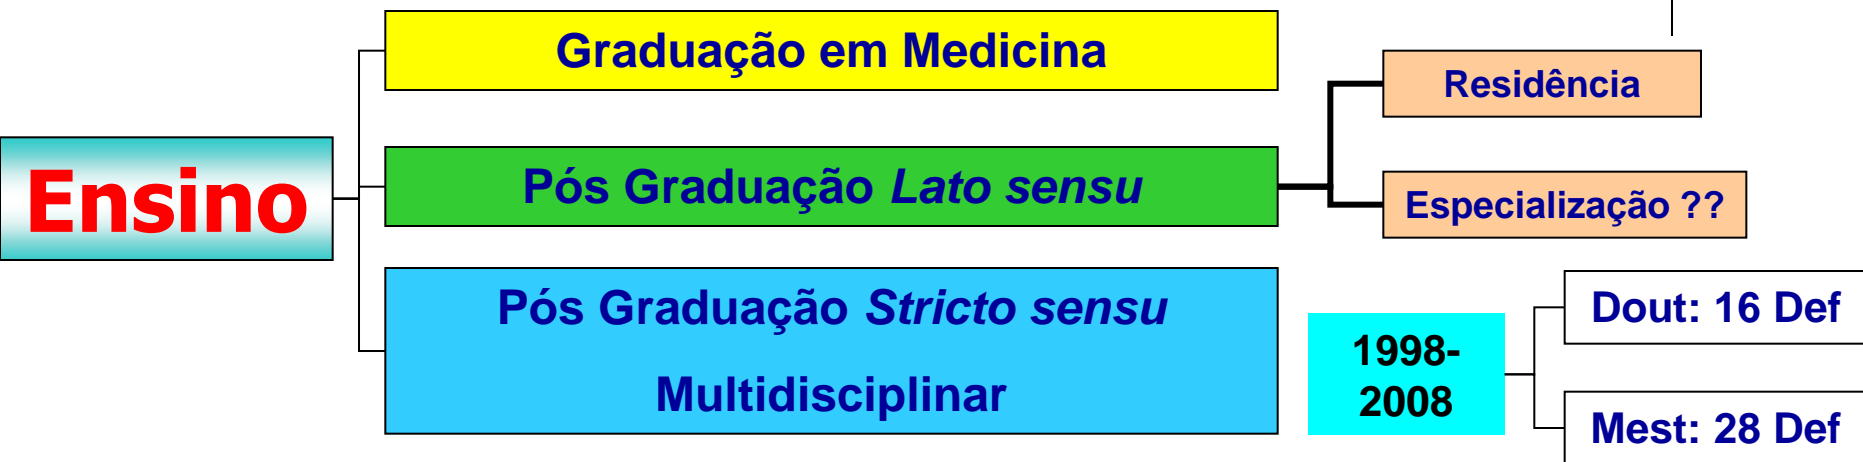 Ensino
Graduação em Medicina
Pós Graduação Lato sensu
Residência
Especialização ??
Pós Graduação Stricto sensu
Multidisciplinar
1998-
2008
Dout: 16 Def
Mest: 28 Def